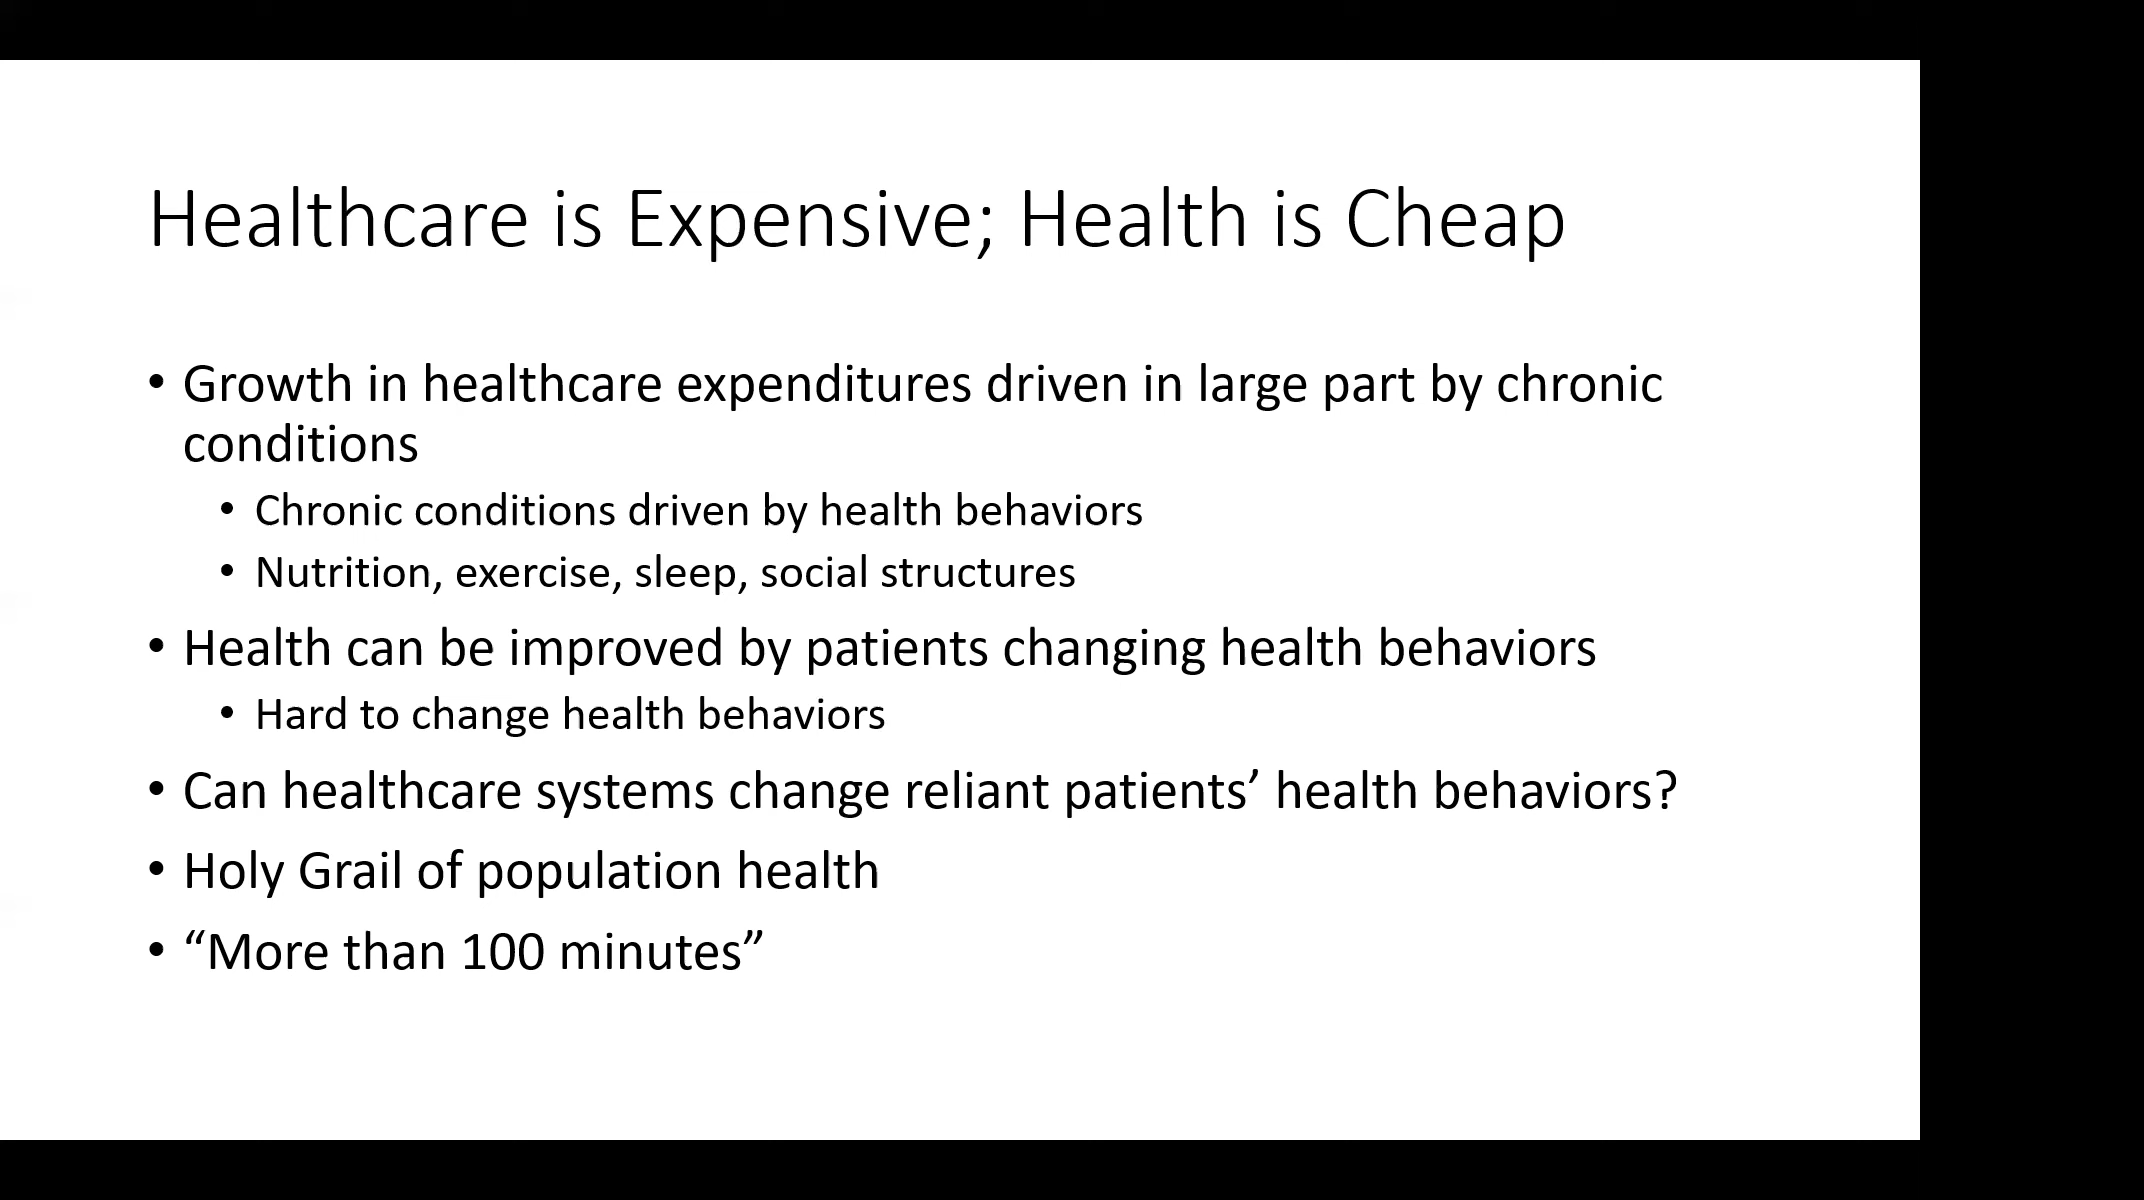 Healthcare is Expensive; Health is Cheap
• Growth in healthcare expenditures driven in large part by chronic
conditions
• Chronic conditions driven by health behaviors
• Nutrition, exercise, sleep, social structures
• Health can be improved by patients changing health behaviors
• Hard to change health behaviors
• Can healthcare systems change reliant patients’ health behaviors?
• Holy Grail of population health
• “More than 100 minutes”